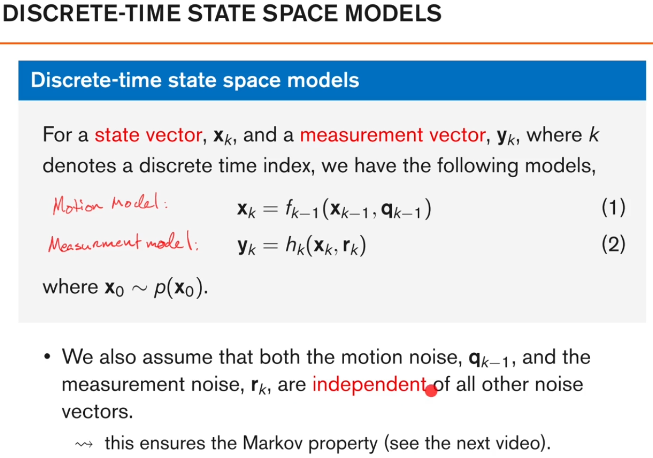 DISCRETE-TIME STATE SPACE MODELS
Discrete-time state space models
For a state vector, xₖ, and a measurement vector, yₖ, where k
denotes a discrete time index, we have the following models,
Motion Model: xₖ = fₖ₋₁(xₖ₋₁, qₖ₋₁) (1)
Measurment model: yₖ = hₖ(xₖ, rₖ) (2)
where x₀ ∼ p(x₀).
• We also assume that both the motion noise, qₖ₋₁, and the
measurement noise, rₖ, are independent of all other noise
vectors.
⇝ this ensures the Markov property (see the next video).